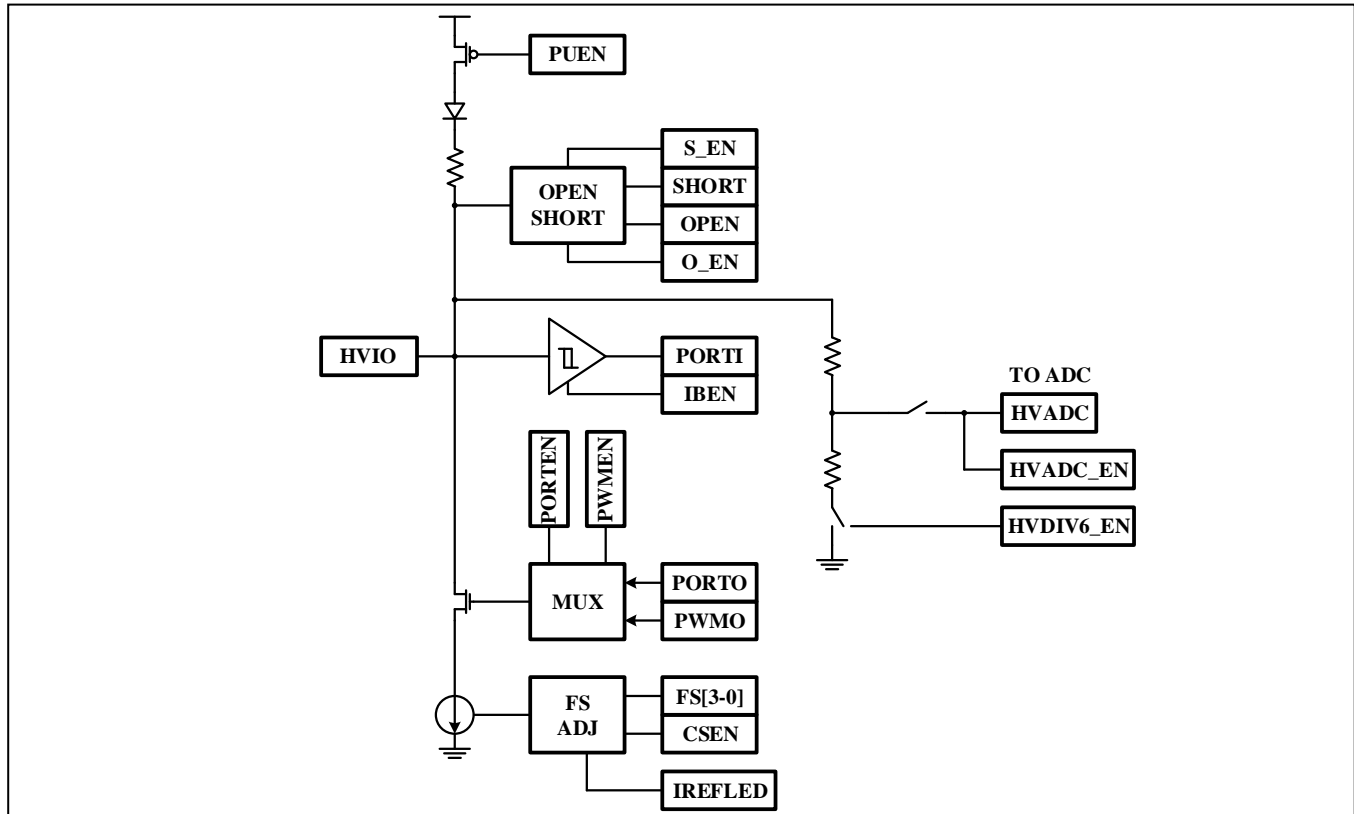 PUEN
S_EN
OPEN
SHORT
SHORT
OPEN
O_EN
HVIO
PORTI
IBEN
TO ADC
HVADC
HVADC_EN
HVDIV6_EN
PORTEN
PWMEN
MUX
PORTO
PWMO
FS
ADJ
FS[3-0]
CSEN
IREFLED